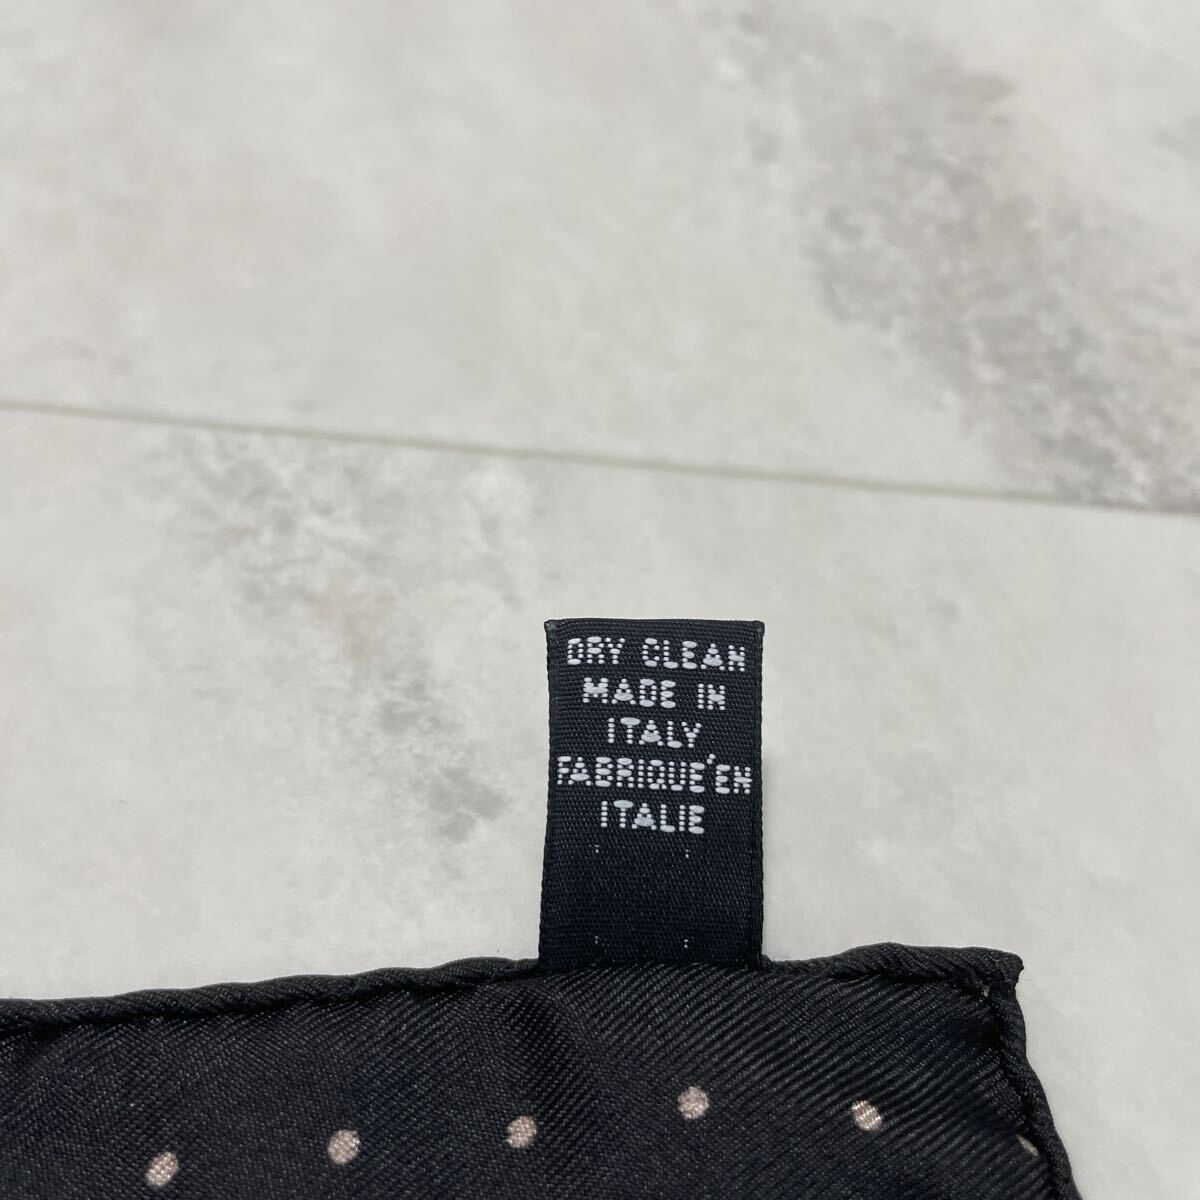 DRY CLEAN
MADE IN
ITALY
FABRIQUE'EN
ITALIE